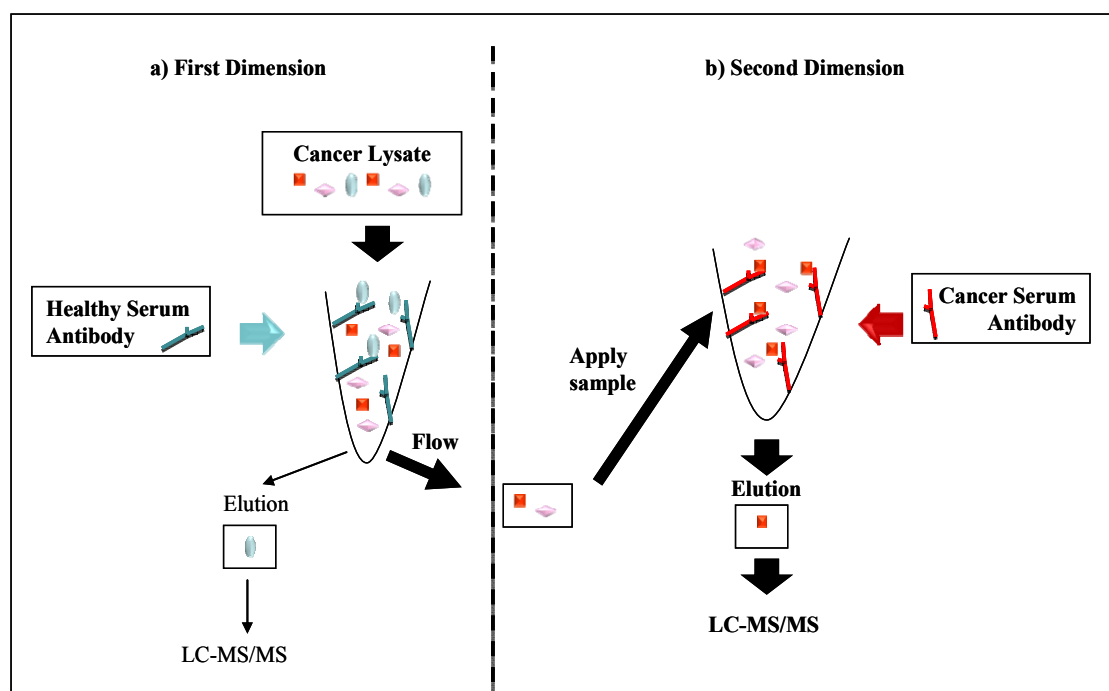 a) First Dimension
Cancer Lysate
Healthy Serum
Antibody
Flow
Elution
LC-MS/MS
b) Second Dimension
Cancer Serum
Antibody
Apply
sample
Elution
LC-MS/MS